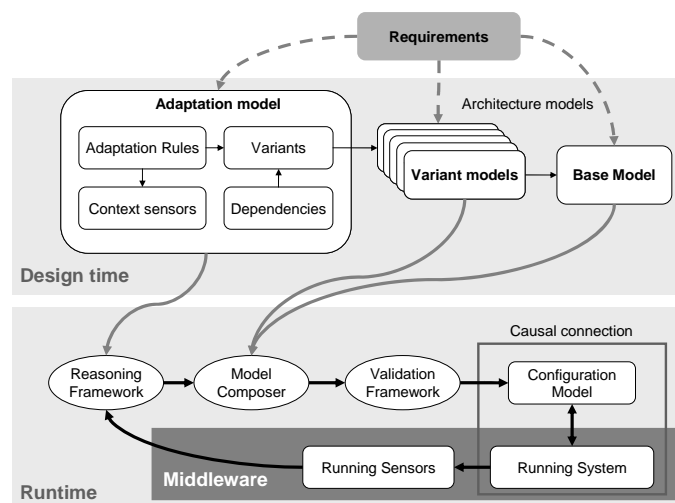 Requirements
Adaptation model
Architecture models
Adaptation Rules
Variants
Variant models
Base Model
Context sensors
Dependencies
Design time
Causal connection
Reasoning
Framework
Model
Composer
Validation
Framework
Configuration
Model
Middleware
Running Sensors
Running System
Runtime